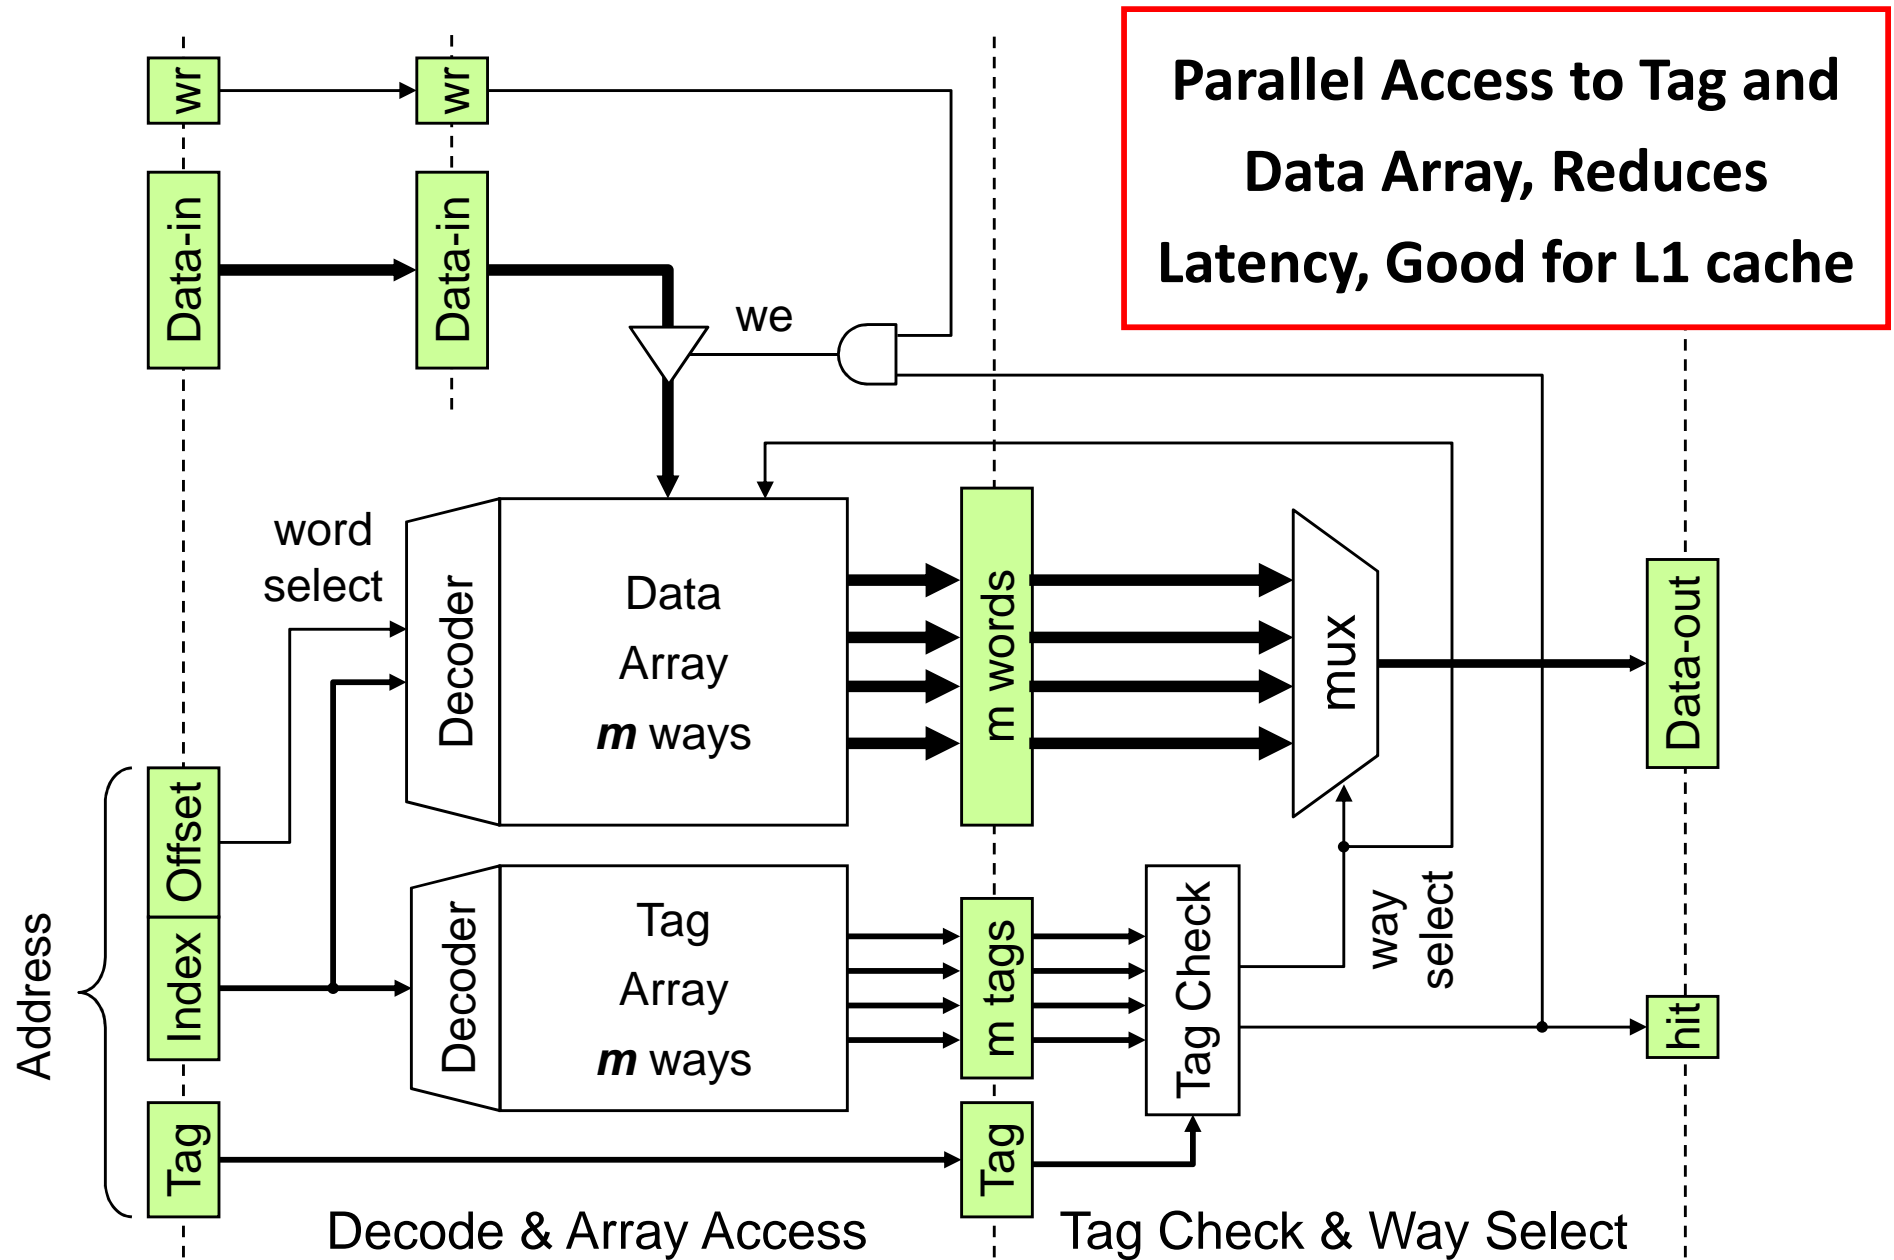 wr
wr
Parallel Access to Tag and
Data Array, Reduces
Latency, Good for L1 cache
Data-in
Data-in
we
word
select
Decoder
Data
Array
m ways
m words
mux
Data-out
Address
Offset
Index
Tag
Decoder
Tag
Array
m ways
m tags
Tag
Tag Check
way
select
hit
Decode & Array Access
Tag Check & Way Select